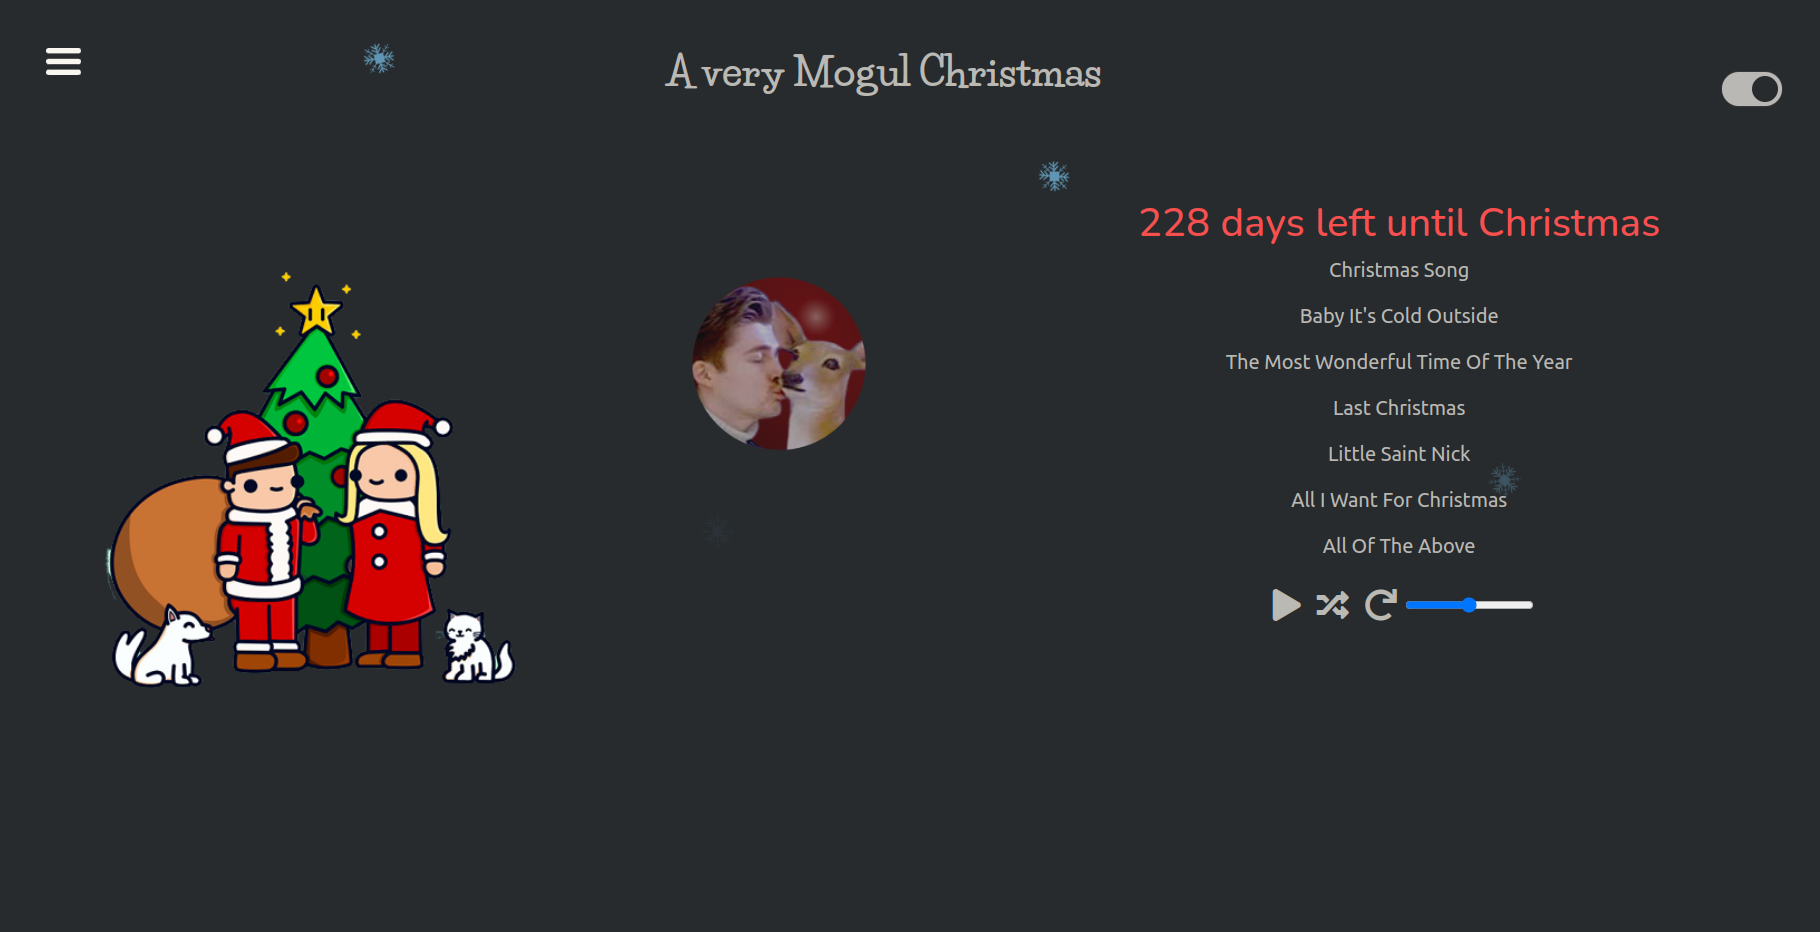 A very Mogul Christmas
228 days left until Christmas
Christmas Song
Baby It's Cold Outside
The Most Wonderful Time Of The Year
Last Christmas
Little Saint Nick
All I Want For Christmas
All Of The Above